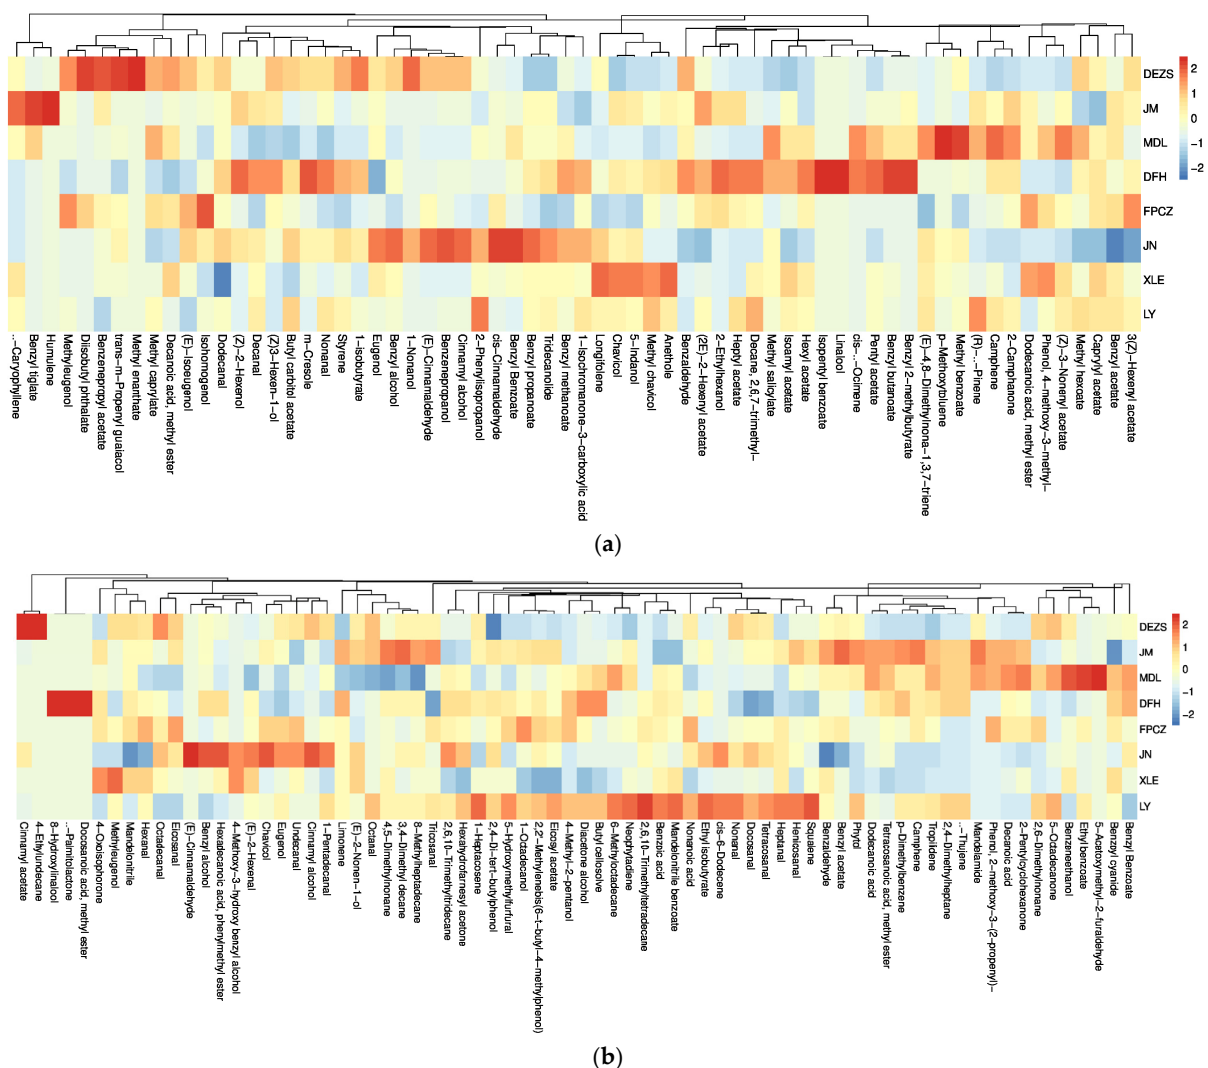 DEZS
JM
MDL
DFH
FPCZ
JN
XLE
LY
2
1
0
−1
−2
..−Caryophyllene
Benzyl tiglate
Humulene
Methyleugenol
Diisobutyl phthalate
Benzenepropyl acetate
trans−m−Propenyl guaiacol
Methyl enanthate
Methyl caprylate
Decanoic acid, methyl ester
(E)−Isoeugenol
Isohomogenol
Dodecanal
(Z)−2−Hexenol
Decanal
(Z)3−Hexen−1−ol
Butyl carbitol acetate
m−Cresole
Nonanal
Styrene
1−isobutyrate
Eugenol
Benzyl alcohol
1−Nonanol
(E)−Cinnamaldehyde
Benzenepropanol
Cinnamyl alcohol
2−Phenylisopropanol
cis−Cinnamaldehyde
Benzyl Benzoate
Benzyl propanoate
Tridecanolide
Benzyl methanoate
1−Isochromanone−3−carboxylic acid
Longifolene
Chavicol
5−Indanol
Methyl chavicol
Anethole
Benzaldehyde
(2E)−2−Hexenyl acetate
2−Ethylhexanol
Heptyl acetate
Decane, 2,6,7−trimethyl−
Methyl salicylate
Isoamyl acetate
Hexyl acetate
Isopentyl benzoate
Linalool
cis−..−Ocimene
Pentyl acetate
Benzyl butanoate
Benzyl 2−methylbutyrate
(E)−4,8−Dimethylnona−1,3,7−triene
p−Methoxytoluene
Methyl benzoate
(R)−..−Pinene
Camphene
2−Camphanone
Dodecanoic acid, methyl ester
Phenol, 4−methoxy−3−methyl−
(Z)−3−Nonenyl acetate
Methyl hexoate
Caprylyl acetate
Benzyl acetate
3(Z)−Hexenyl acetate
(a)
DEZS
JM
MDL
DFH
FPCZ
JN
XLE
LY
2
1
0
−1
−2
Cinnamyl acetate
4−Ethylundecane
8−Hydroxylinalool
..−Palmitolactone
Docosanoic acid, methyl ester
4−Oxoisophorone
Methyleugenol
Mandelonitrile
Hexanal
Octadecanal
Eicosanal
(E)−Cinnamaldehyde
Benzyl alcohol
Hexadecanoic acid, phenylmethyl ester
4−Methoxy−3−hydroxy benzyl alcohol
(E)−2−Hexenal
Chavicol
Eugenol
Undecanal
Cinnamyl alcohol
1−Pentadecanal
Limonene
(E)−2−Nonen−1−ol
Octanal
4,5−Dimethylnonane
3,4−Dimethyl decane
8−Methylheptadecane
Tricosanal
2,6,10−Trimethyltridecane
Hexahydrofarnesyl acetone
1−Heptacosene
2,4−Di−tert−butylphenol
5−Hydroxymethylfurfural
1−Octadecanol
2,2'−Methylenebis(6−t−butyl−4−methylphenol)
Eicosyl acetate
4−Methyl−2−pentanol
Diacetone alcohol
Butyl cellosolve
6−Methyloctadecane
Neophytadiene
2,6,10−Trimethyltetradecane
Benzoic acid
Mandelonitrile benzoate
Nonenoic acid
Ethyl isobutyrate
cis−6−Dodecene
Nonenal
Docosanal
Tetracosanal
Heptanal
Henicosanal
Squalene
Benzaldehyde
Benzyl acetate
Phytol
Dodecanoic acid
Tetracosanoic acid, methyl ester
p−Dimethylbenzene
Camphene
Tropilidene
2,4−Dimethylheptane
..−Thujene
Mandelamide
Phenol, 2−methoxy−3−(2−propenyl)−
Decanoic acid
2−Pentylcyclohexanone
2,6−Dimethylnonane
5−Octadecanone
Benzeneethanol
Ethyl benzoate
5−Acetoxymethyl−2−furaldehyde
Benzyl cyanide
Benzyl Benzoate
(b)